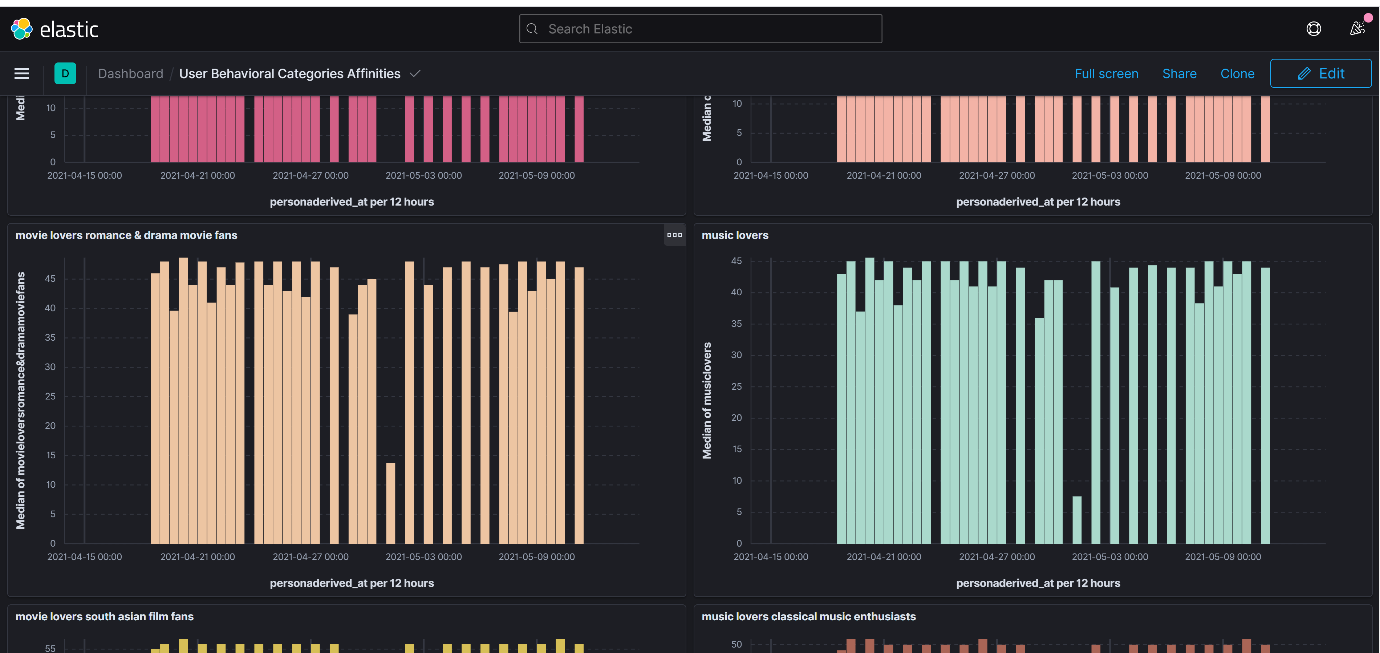 elastic
Search Elastic
D
Dashboard / User Behavioral Categories Affinities
Full screen
Share
Clone
Edit
10
5
0
2021-04-15 00:00 2021-04-21 00:00 2021-04-27 00:00 2021-05-03 00:00 2021-05-09 00:00
personaderived_at per 12 hours
Median c
10
5
0
2021-04-15 00:00 2021-04-21 00:00 2021-04-27 00:00 2021-05-03 00:00 2021-05-09 00:00
personaderived_at per 12 hours
movie lovers romance & drama movie fans
Median of movieloversromance&dramamoviefans
45
40
35
30
25
20
15
10
5
0
2021-04-15 00:00 2021-04-21 00:00 2021-04-27 00:00 2021-05-03 00:00 2021-05-09 00:00
personaderived_at per 12 hours
music lovers
Median of musiclovers
45
40
35
30
25
20
15
10
5
0
2021-04-15 00:00 2021-04-21 00:00 2021-04-27 00:00 2021-05-03 00:00 2021-05-09 00:00
personaderived_at per 12 hours
movie lovers south asian film fans
55
music lovers classical music enthusiasts
50